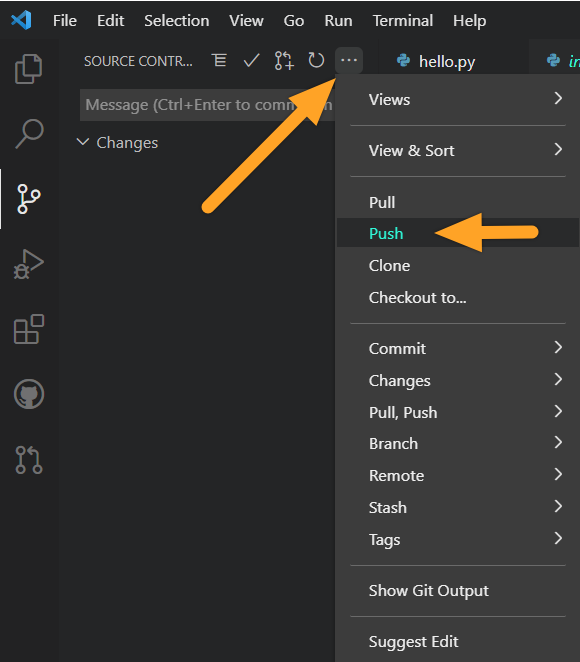 File Edit Selection View Go Run Terminal Help
SOURCE CONTR...
hello.py
in
Message (Ctrl+Enter to comm
Changes
Views
View & Sort
Pull
Push
Clone
Checkout to...
Commit
Changes
Pull, Push
Branch
Remote
Stash
Tags
Show Git Output
Suggest Edit